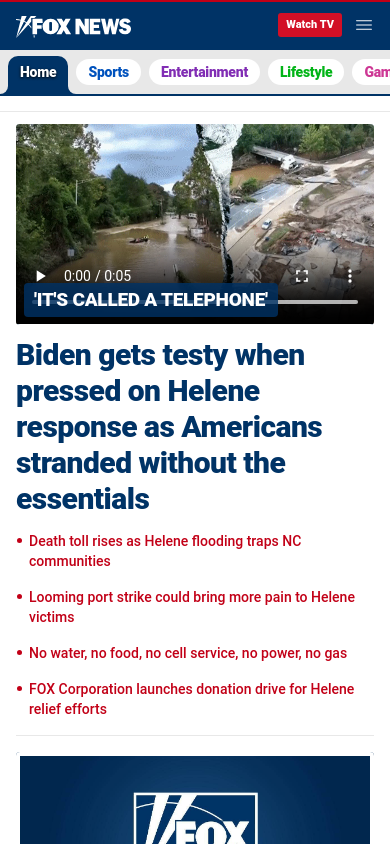 FOX NEWS
Watch TV
Home
Sports
Entertainment
Lifestyle
Gam
0:00 / 0:05
'IT'S CALLED A TELEPHONE'
Biden gets testy when
pressed on Helene
response as Americans
stranded without the
essentials
• Death toll rises as Helene flooding traps NC
communities
• Looming port strike could bring more pain to Helene
victims
• No water, no food, no cell service, no power, no gas
• FOX Corporation launches donation drive for Helene
relief efforts
FOX